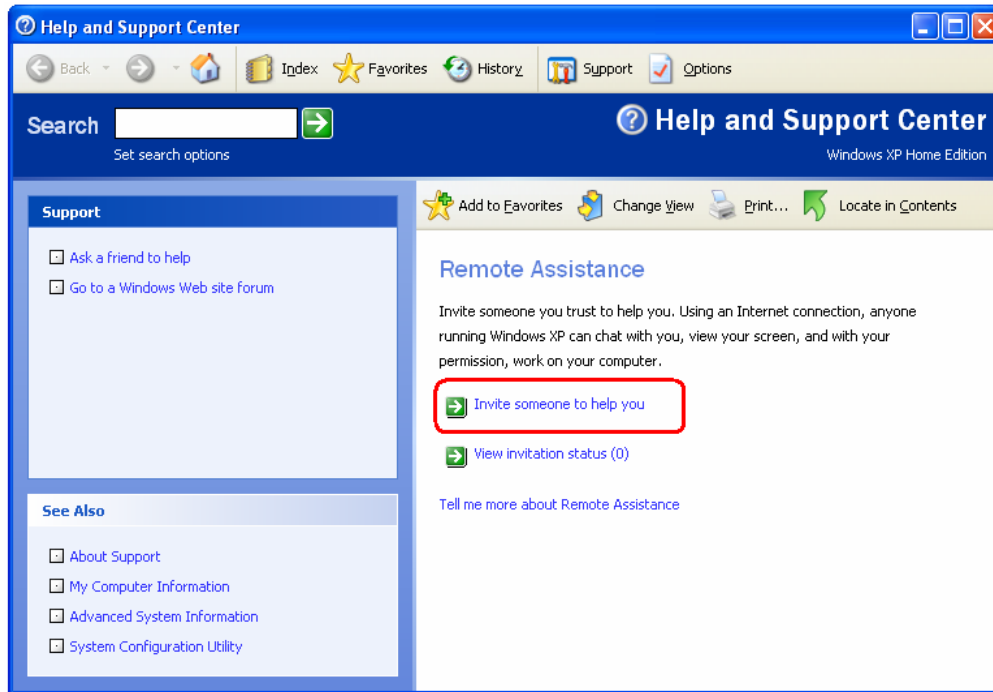 Help and Support Center
Back Index Favorites History Support Options
Search
Set search options
Help and Support Center
Windows XP Home Edition
Support
Ask a friend to help
Go to a Windows Web site forum
See Also
About Support
My Computer Information
Advanced System Information
System Configuration Utility
Add to Favorites Change View Print... Locate in Contents
Remote Assistance
Invite someone you trust to help you. Using an Internet connection, anyone
running Windows XP can chat with you, view your screen, and with your
permission, work on your computer.
Invite someone to help you
View invitation status (0)
Tell me more about Remote Assistance